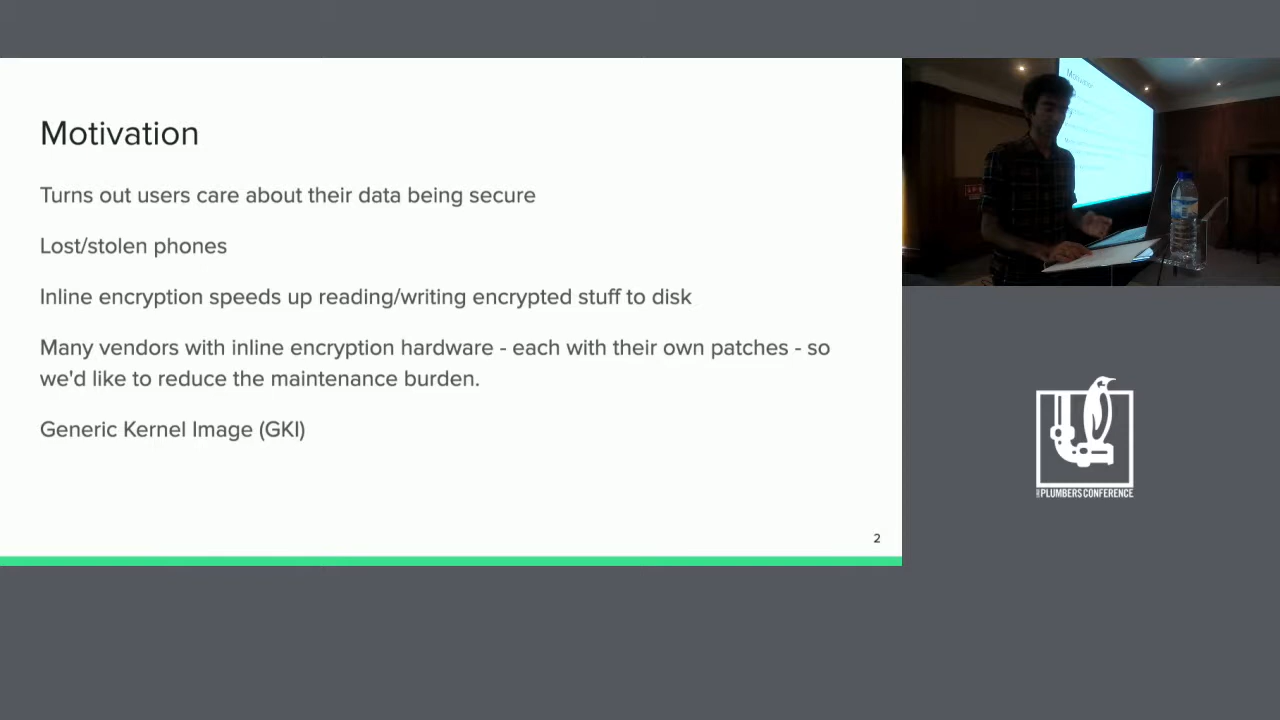 Motivation
Turns out users care about their data being secure
Lost/stolen phones
Inline encryption speeds up reading/writing encrypted stuff to disk
Many vendors with inline encryption hardware - each with their own patches - so
we'd like to reduce the maintenance burden.
Generic Kernel Image (GKI)
2
Motivation
PLUMBERS CONFERENCE